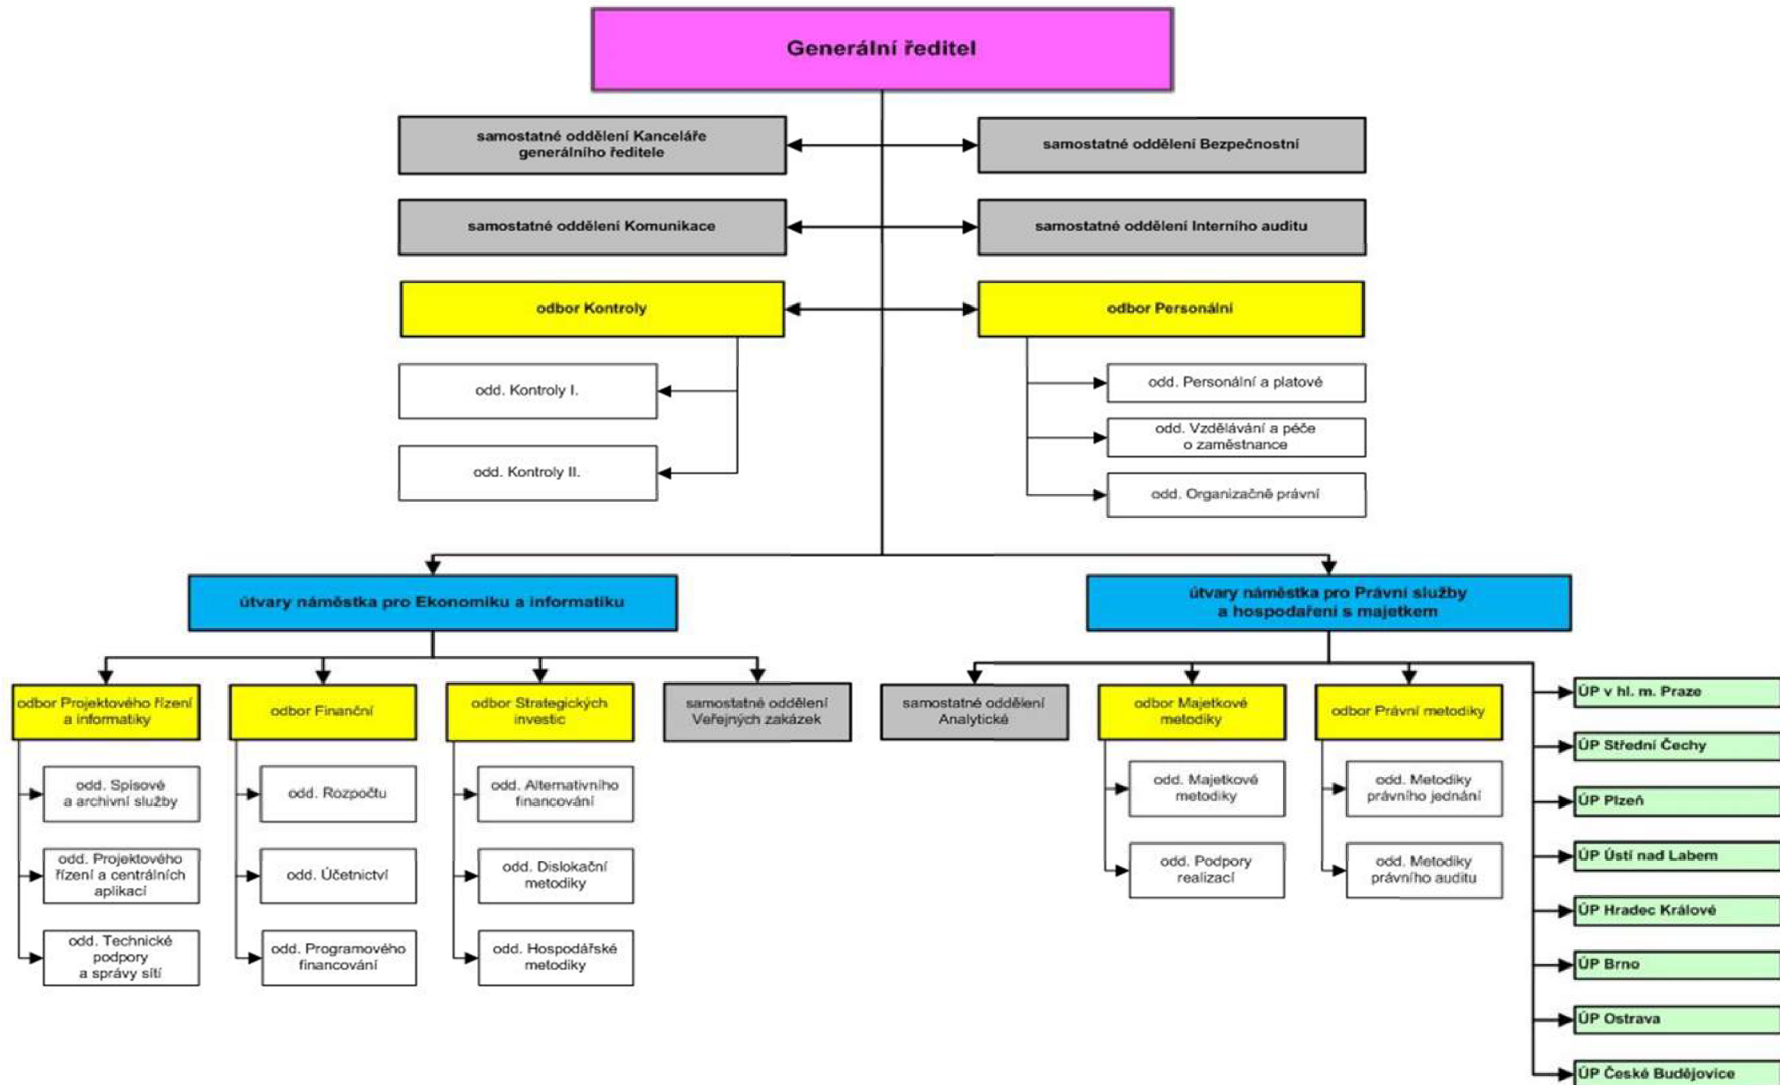 Generální ředitel
samostatné oddělení Kanceláře
generálního ředitele
samostatné oddělení Bezpečnostní
samostatné oddělení Komunikace
samostatné oddělení Interního auditu
odbor Kontroly
odbor Personální
odd. Kontroly I.
odd. Kontroly II.
odd. Personální a platové
odd. Vzdělávání a péče
o zaměstnance
odd. Organizačně právní
útvary náměstka pro Ekonomiku a informatiku
útvary náměstka pro Právní služby
a hospodaření s majetkem
odbor Projektového řízení
a informatiky
odbor Finanční
odbor Strategických
investic
samostatné oddělení
Veřejných zakázek
samostatné oddělení
Analytické
odbor Majetkové
metodiky
odbor Právní metodiky
odd. Spisové
a archivní služby
odd. Projektového
řízení a centrálních
aplikací
odd. Technické
podpory
a správy sítí
odd. Rozpočtu
odd. Účetnictví
odd. Programového
financování
odd. Alternativního
financování
odd. Dislokační
metodiky
odd. Hospodářské
metodiky
odd. Majetkové
metodiky
odd. Podpory
realizací
odd. Metodiky
právního jednání
odd. Metodiky
právního auditu
ÚP v hl. m. Praze
ÚP Střední Čechy
ÚP Plzeň
ÚP Ústí nad Labem
ÚP Hradec Králové
ÚP Brno
ÚP Ostrava
ÚP České Budějovice